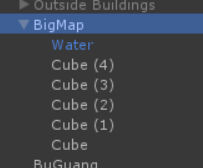 Outside Buildings
BigMap
Water
Cube (4)
Cube (3)
Cube (2)
Cube (1)
Cube
BuGuang